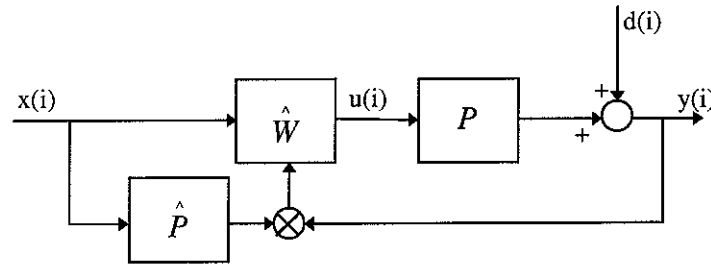 d(i)
x(i)
Ŵ
u(i)
P
+
+
y(i)
P̂